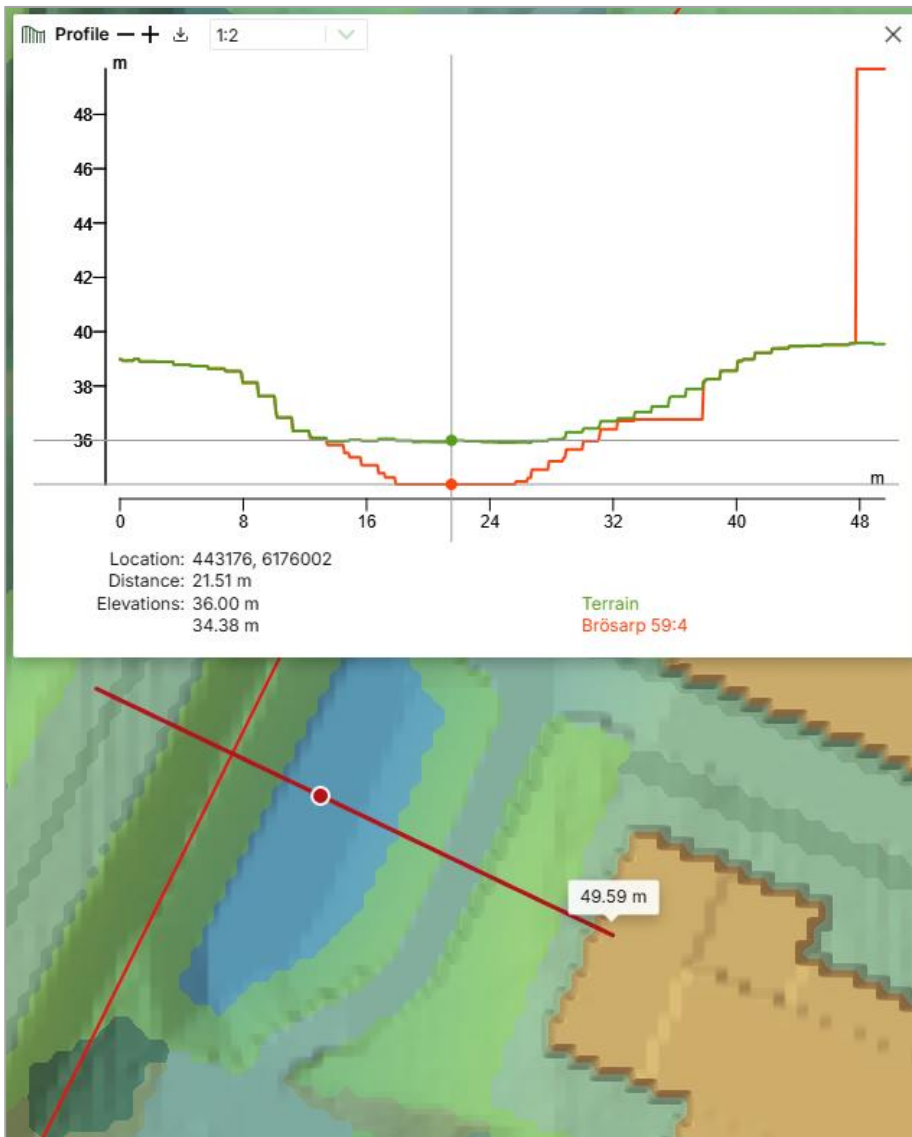 Profile 1:2
m
48
46
44
42
40
38
36
m
0 8 16 24 32 40 48
Location: 443176, 6176002
Distance: 21.51 m
Elevations: 36.00 m Terrain
34.38 m Brösarp 59:4
49.59 m